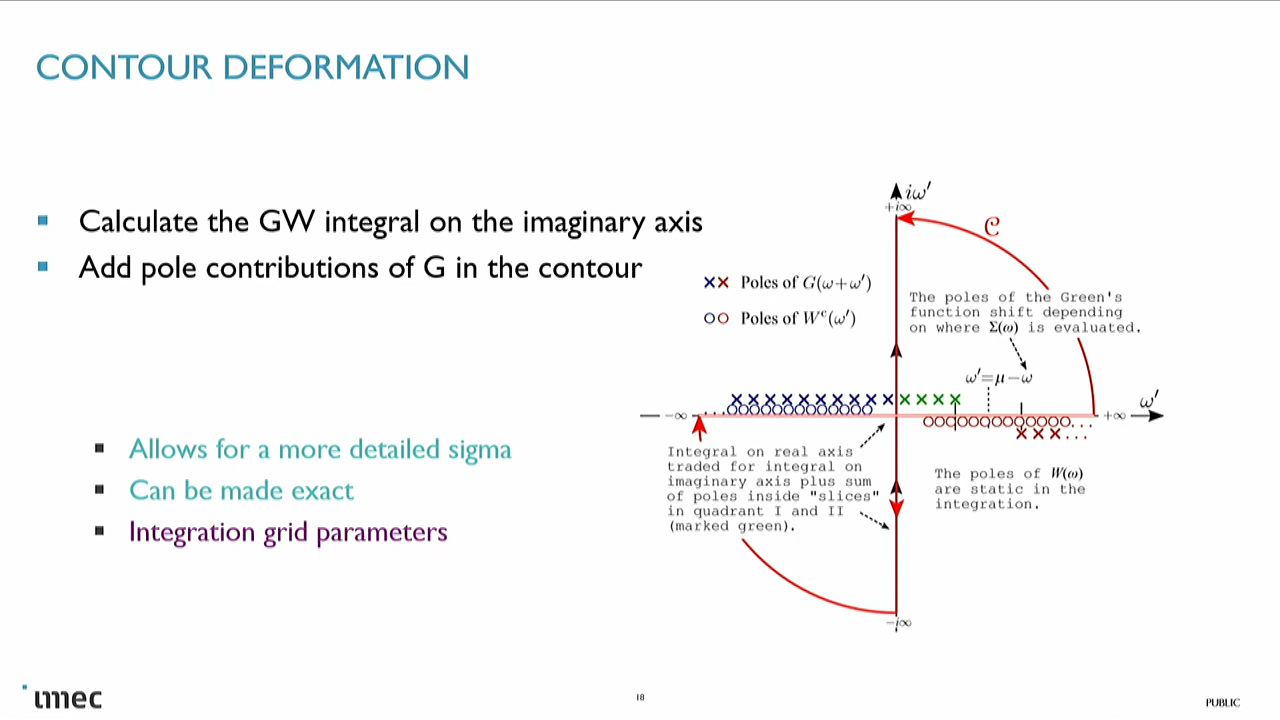 CONTOUR DEFORMATION
Calculate the GW integral on the imaginary axis
Add pole contributions of G in the contour
Allows for a more detailed sigma
Can be made exact
Integration grid parameters
iω′
+i∞
𝒞
×× Poles of G(ω+ω′)
○○ Poles of Wᶜ(ω′)
The poles of the Green's
function shift depending
on where Σ(ω) is evaluated.
ω′=μ−ω
ω′
−∞
+∞
Integral on real axis
traded for integral on
imaginary axis plus sum
of poles inside "slices"
in quadrant I and II
(marked green).
The poles of W(ω)
are static in the
integration.
−i∞
imec
18
PUBLIC